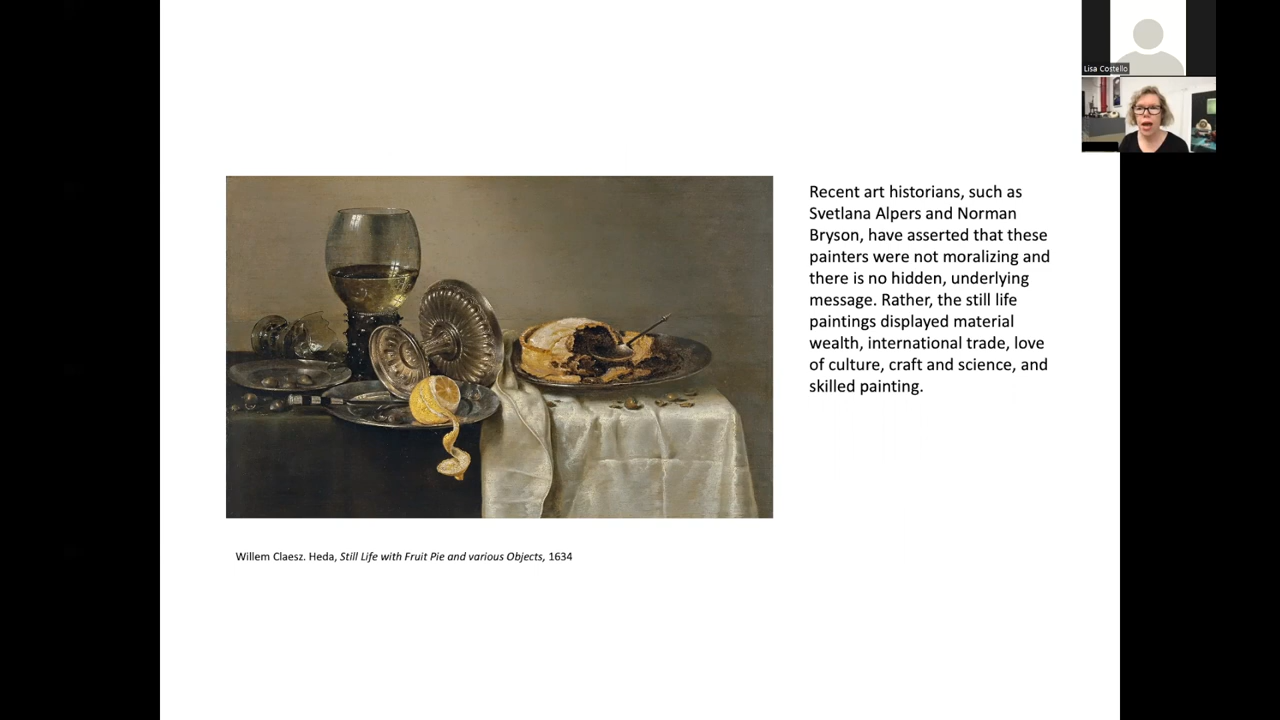 Lisa Costello
Recent art historians, such as
Svetlana Alpers and Norman
Bryson, have asserted that these
painters were not moralizing and
there is no hidden, underlying
message. Rather, the still life
paintings displayed material
wealth, international trade, love
of culture, craft and science, and
skilled painting.
Willem Claesz. Heda, Still Life with Fruit Pie and various Objects, 1634